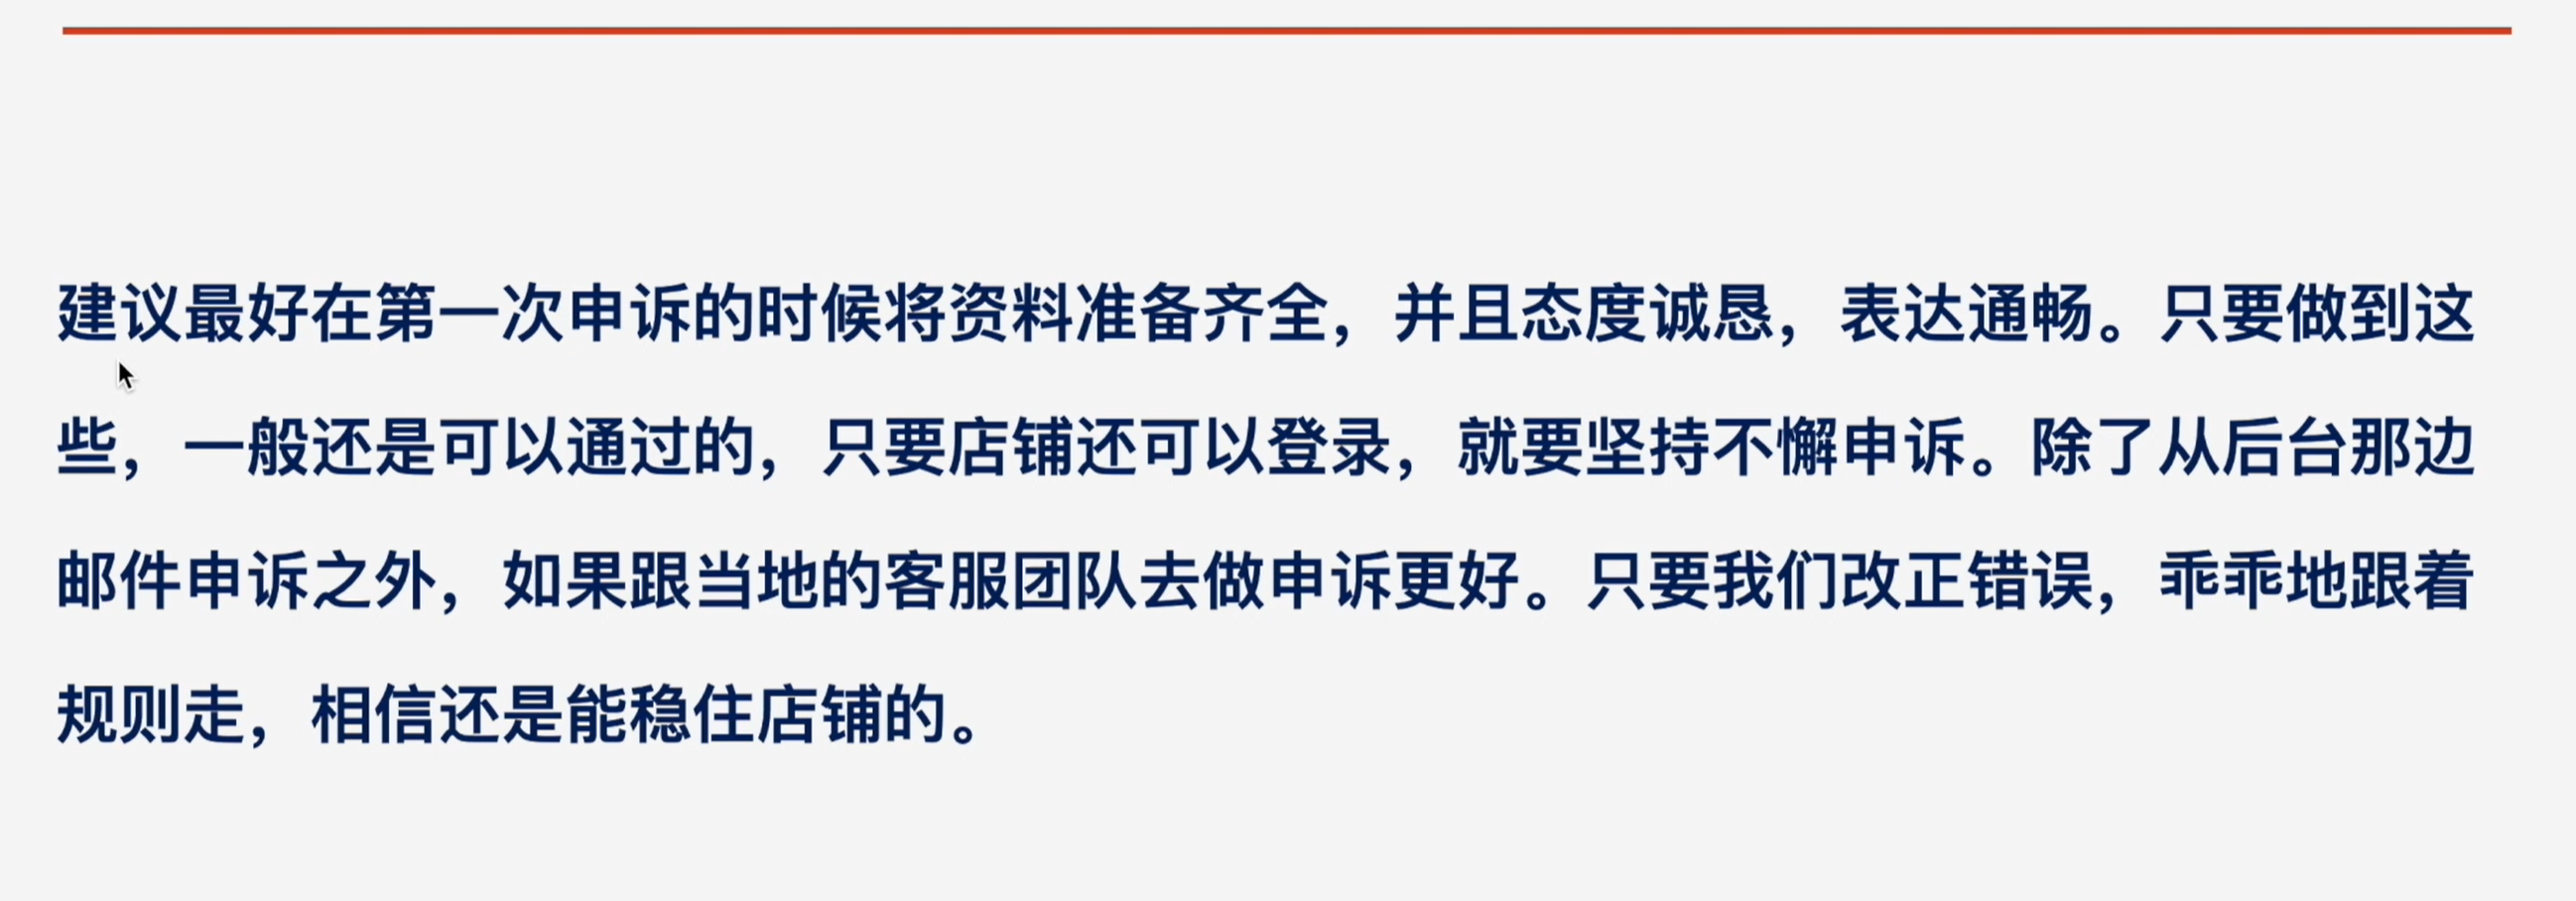 建议最好在第一次申诉的时候将资料准备齐全，并且态度诚恳，表达通畅。只要做到这
些，一般还是可以通过的，只要店铺还可以登录，就要坚持不懈申诉。除了从后台那边
邮件申诉之外，如果跟当地的客服团队去做申诉更好。只要我们改正错误，乖乖地跟着
规则走，相信还是能稳住店铺的。